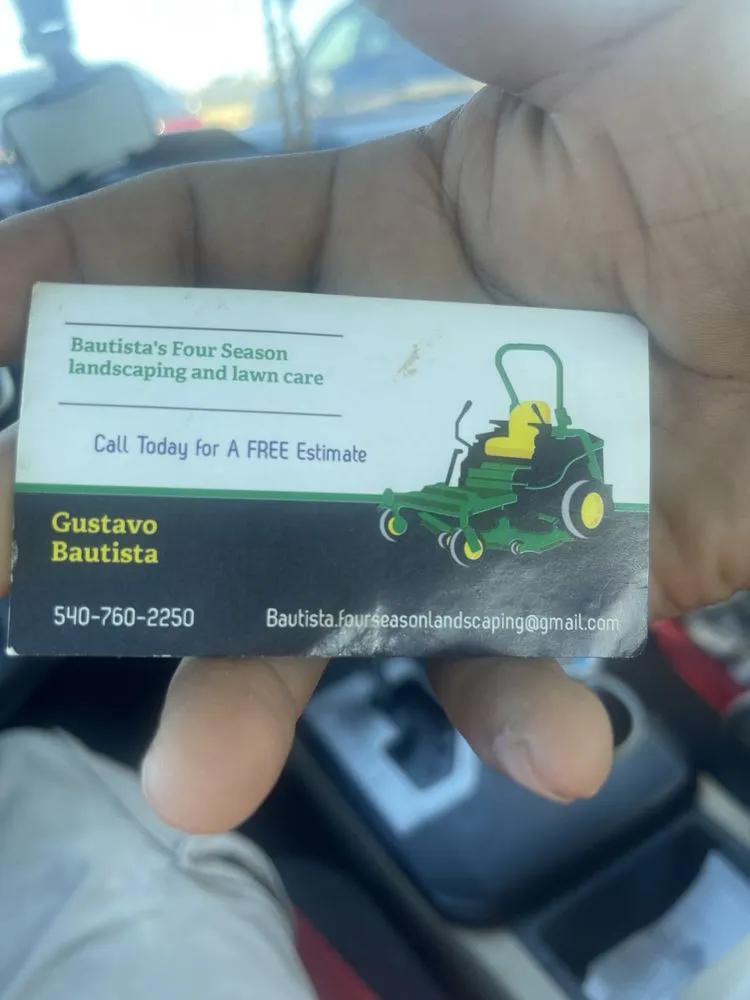 Bautista's Four Season
landscaping and lawn care
Call Today for A FREE Estimate
Gustavo
Bautista
540-760-2250
Bautista.fourseasonlandscaping@gmail.com